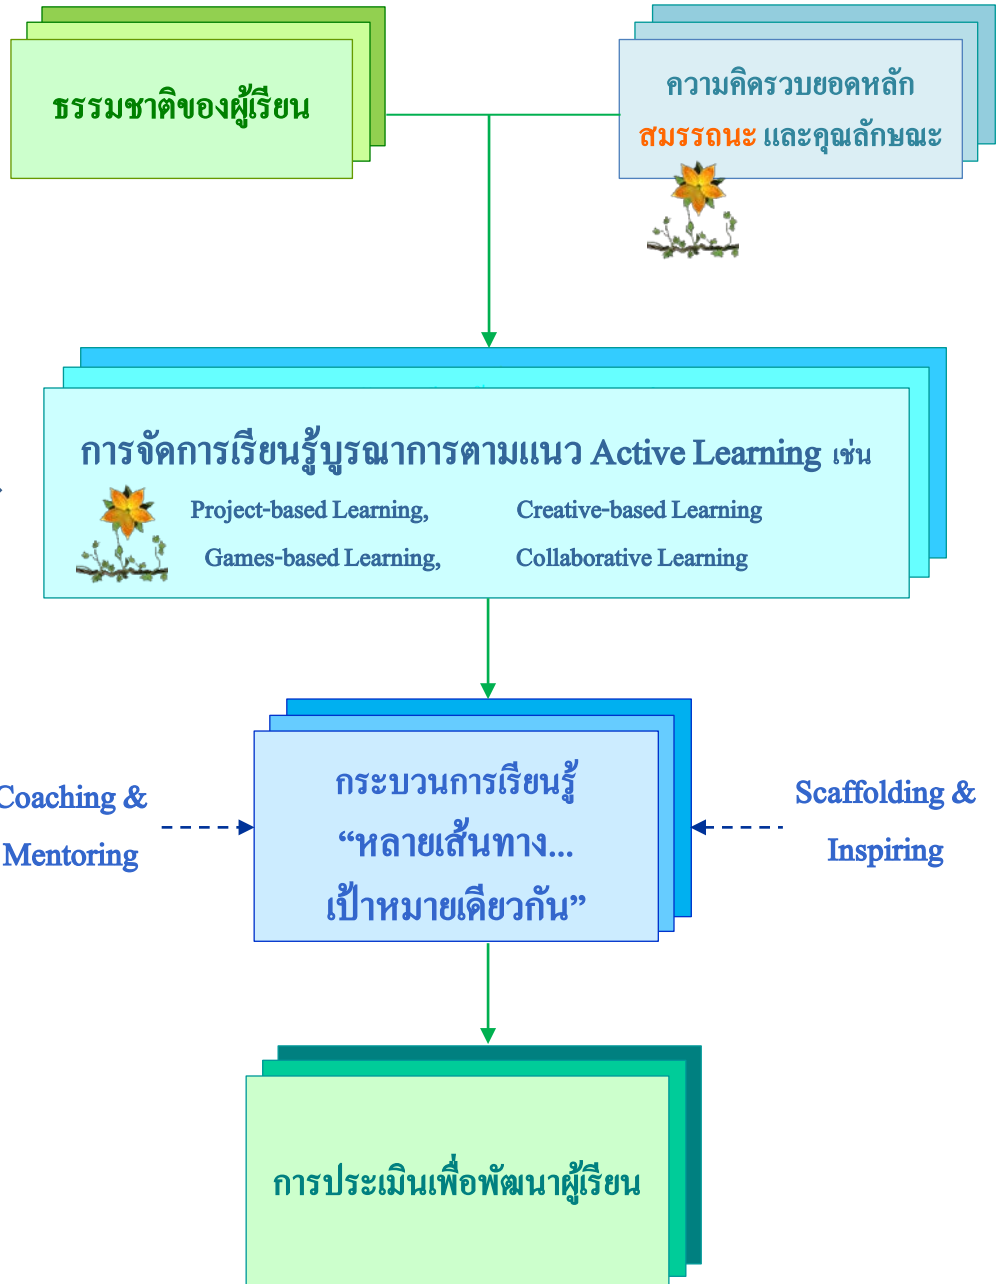 ธรรมชาติของผู้เรียน
ความคิดรวบยอดหลัก
สมรรถนะ และคุณลักษณะ
การจัดการเรียนรู้บูรณาการตามแนว Active Learning เช่น
Project-based Learning, Creative-based Learning
Games-based Learning, Collaborative Learning
กระบวนการเรียนรู้
“หลายเส้นทาง...
เป้าหมายเดียวกัน”
Coaching &
Mentoring
Scaffolding &
Inspiring
การประเมินเพื่อพัฒนาผู้เรียน